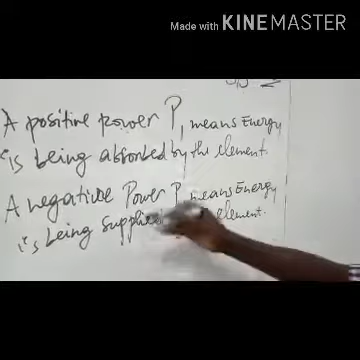 Made with KINEMASTER
A positive power P, means Energy
is being absorbed by the element.
A negative Power P, means Energy
is being supplied element.